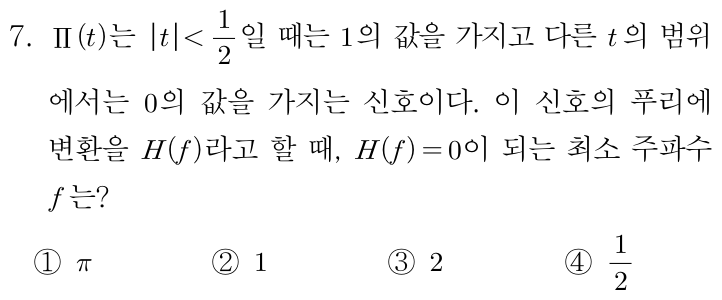 7. Π(t)는 |t| < 1/2 일 때는 1의 값을 가지고 다른 t의 범위
에서는 0의 값을 가지는 신호이다. 이 신호의 푸리에
변환을 H(f)라고 할 때, H(f)=0이 되는 최소 주파수
f는?
① π ② 1 ③ 2 ④ 1/2